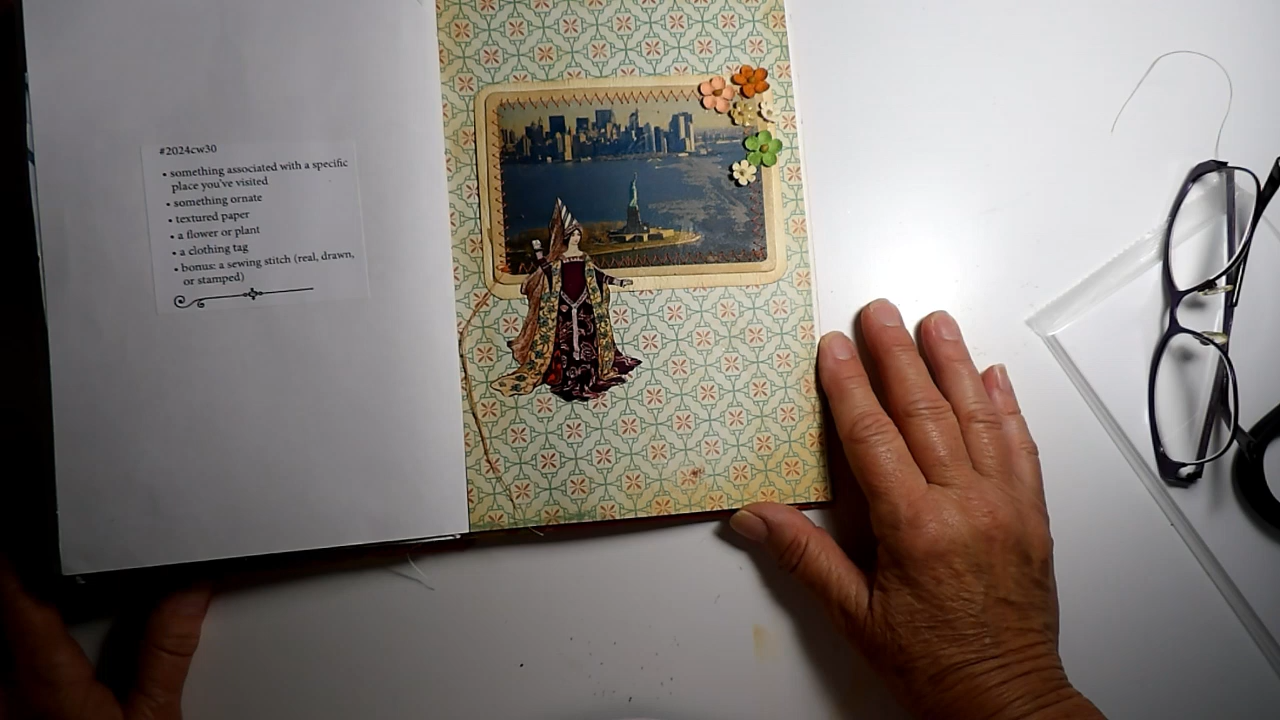 #2024cw30
• something associated with a specific
place you've visited
• something ornate
• textured paper
• a flower or plant
• a clothing tag
• bonus: a sewing stitch (real, drawn,
or stamped)